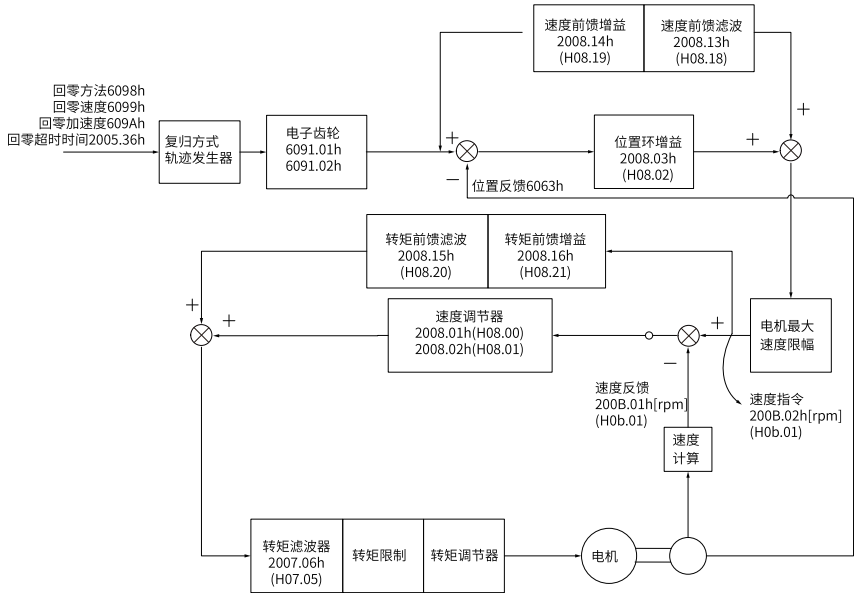 速度前馈增益
2008.14h
(H08.19)
速度前馈滤波
2008.13h
(H08.18)
回零方法6098h
回零速度6099h
回零加速度609Ah
回零超时时间2005.36h
复归方式
轨迹发生器
电子齿轮
6091.01h
6091.02h
+
−
位置反馈6063h
位置环增益
2008.03h
(H08.02)
+
+
转矩前馈滤波
2008.15h
(H08.20)
转矩前馈增益
2008.16h
(H08.21)
+
+
速度调节器
2008.01h(H08.00)
2008.02h(H08.01)
+
−
电机最大
速度限幅
速度反馈
200B.01h[rpm]
(H0b.01)
速度指令
200B.02h[rpm]
(H0b.01)
速度
计算
转矩滤波器
2007.06h
(H07.05)
转矩限制
转矩调节器
电机